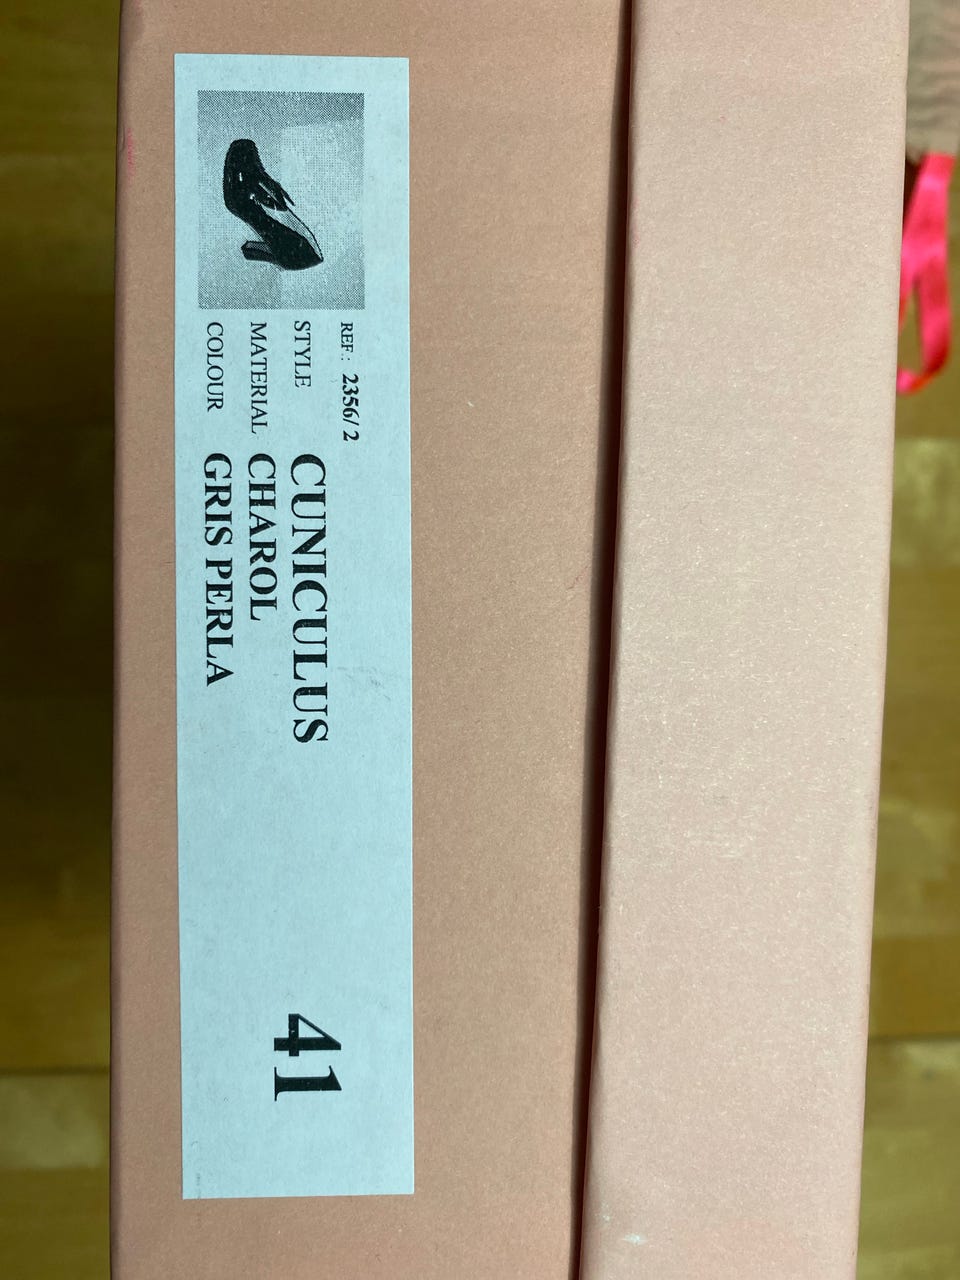 REF.: 2356/2
STYLE CUNICULUS
MATERIAL CHAROL
COLOUR GRIS PERLA
41